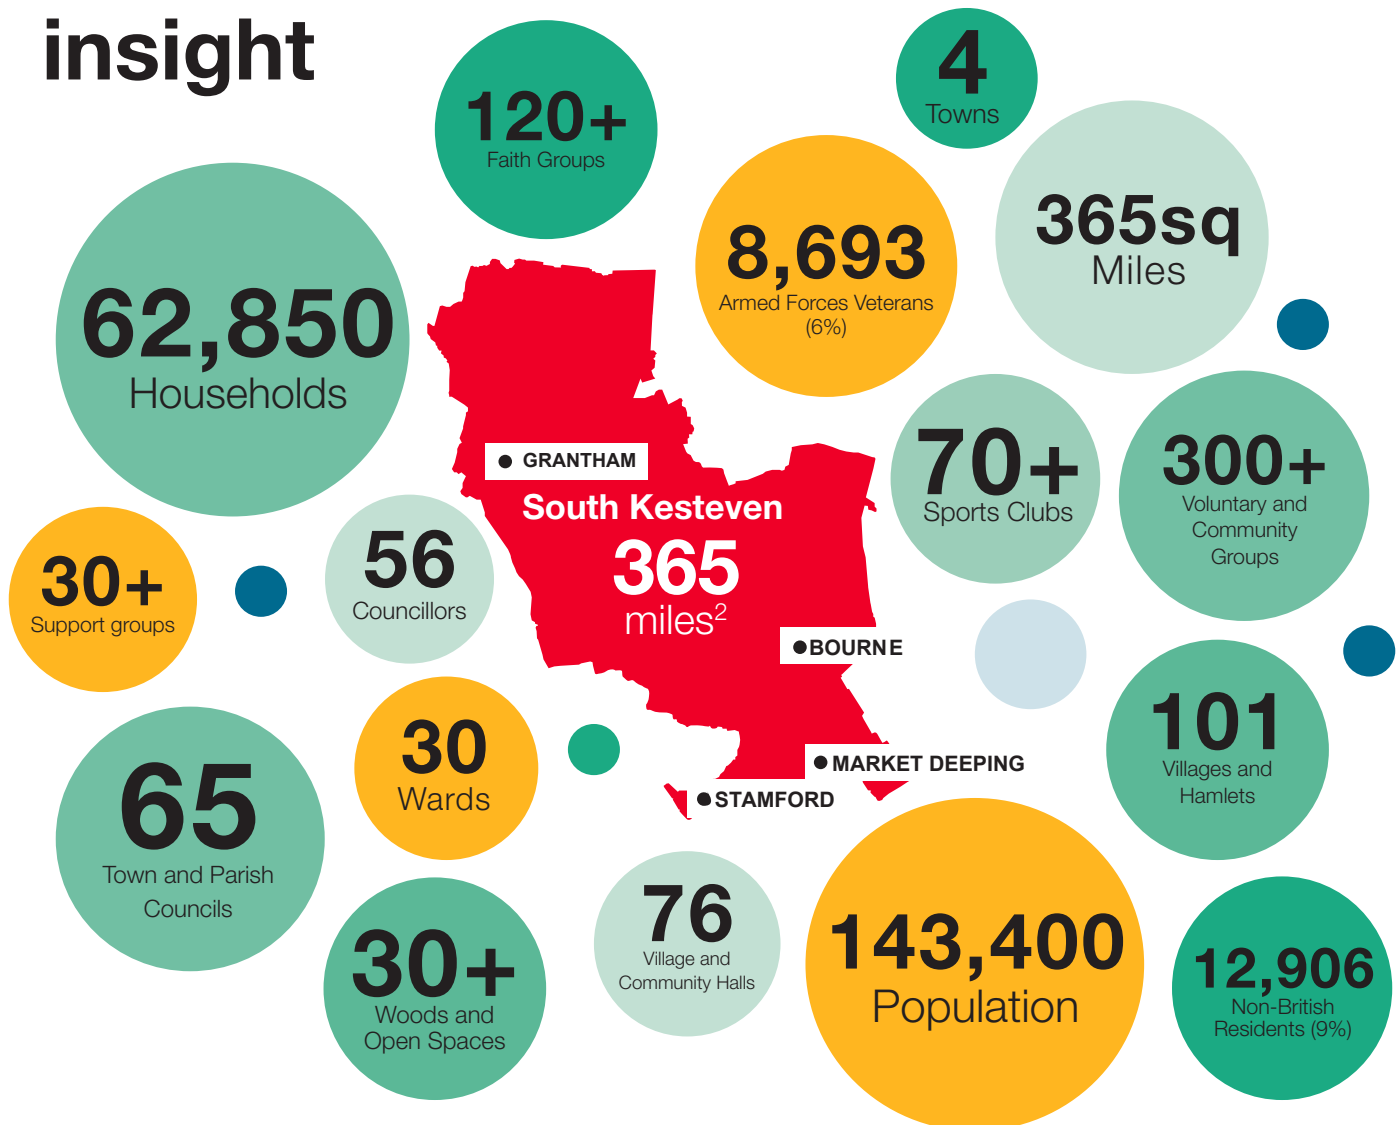 insight
120+
Faith Groups
4
Towns
8,693
Armed Forces Veterans
(6%)
365sq
Miles
62,850
Households
GRANTHAM
South Kesteven
365
miles²
70+
Sports Clubs
300+
Voluntary and
Community
Groups
30+
Support groups
56
Councillors
BOURNE
MARKET DEEPING
STAMFORD
101
Villages and
Hamlets
65
Town and Parish
Councils
30
Wards
30+
Woods and
Open Spaces
76
Village and
Community Halls
143,400
Population
12,906
Non-British
Residents (9%)